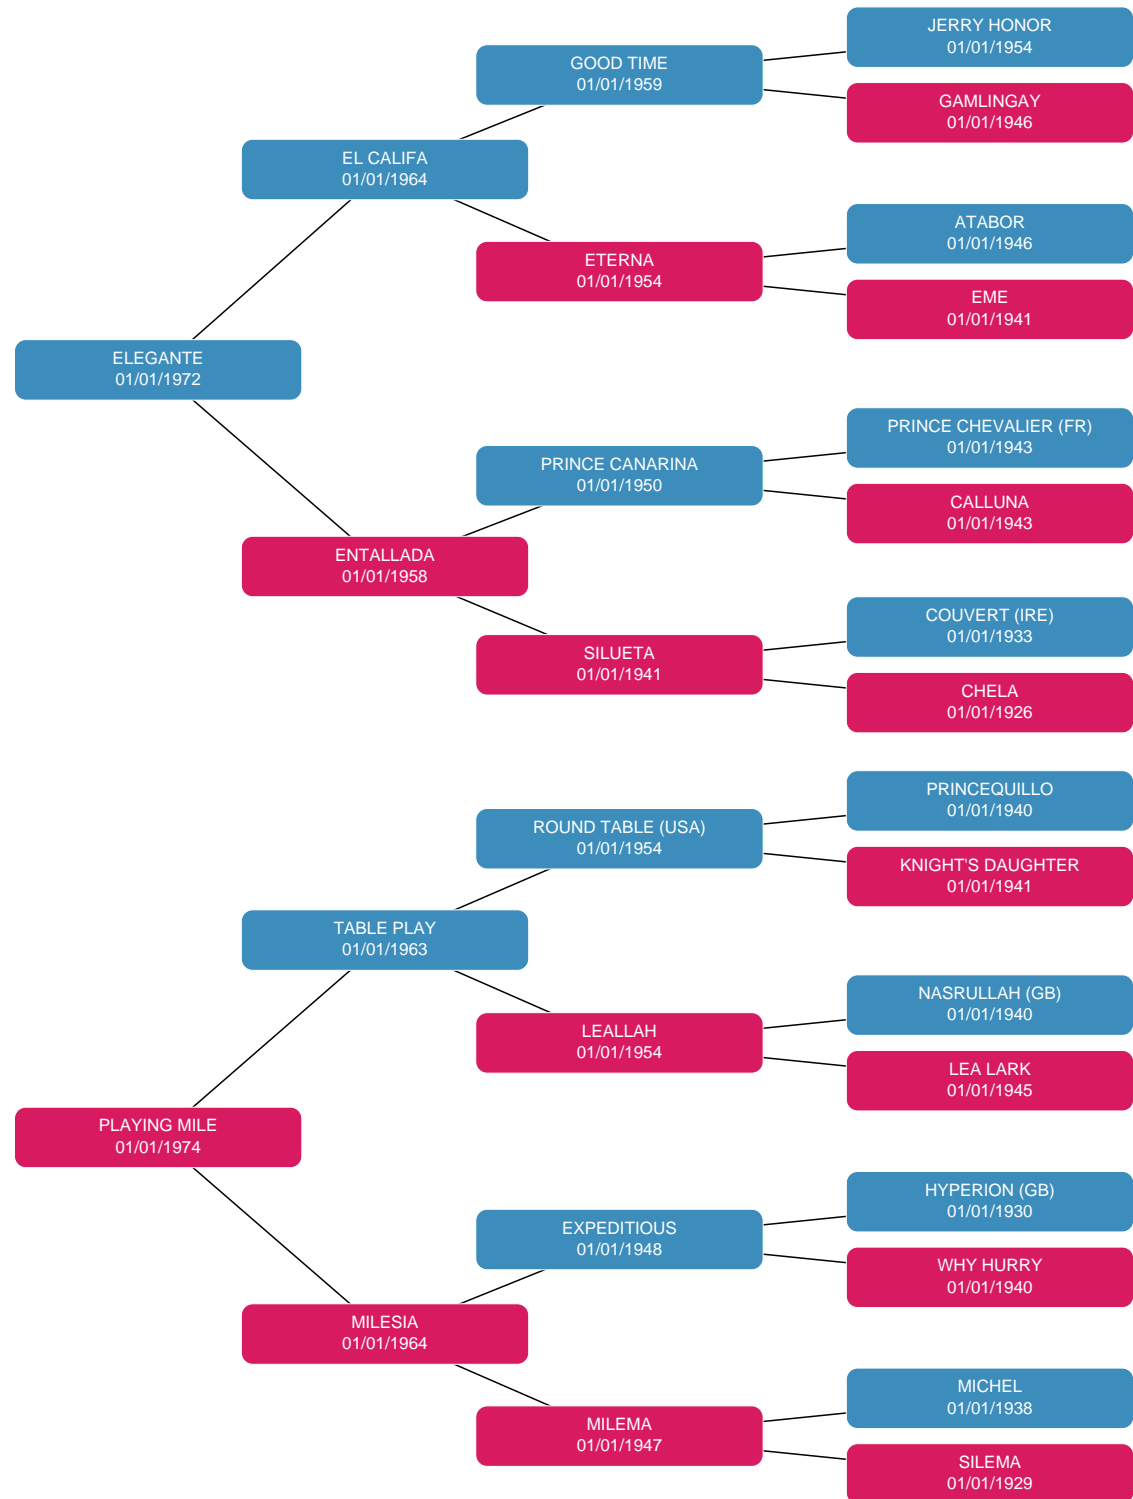 JERRY HONOR
01/01/1954
GOOD TIME
01/01/1959
GAMLINGAY
01/01/1946
EL CALIFA
01/01/1964
ATABOR
01/01/1946
ETERNA
01/01/1954
EME
01/01/1941
ELEGANTE
01/01/1972
PRINCE CHEVALIER (FR)
01/01/1943
PRINCE CANARINA
01/01/1950
CALLUNA
01/01/1943
ENTALLADA
01/01/1958
COUVERT (IRE)
01/01/1933
SILUETA
01/01/1941
CHELA
01/01/1926
PRINCEQUILLO
01/01/1940
ROUND TABLE (USA)
01/01/1954
KNIGHT'S DAUGHTER
01/01/1941
TABLE PLAY
01/01/1963
NASRULLAH (GB)
01/01/1940
LEALLAH
01/01/1954
LEA LARK
01/01/1945
PLAYING MILE
01/01/1974
HYPERION (GB)
01/01/1930
EXPEDITIOUS
01/01/1948
WHY HURRY
01/01/1940
MILESIA
01/01/1964
MICHEL
01/01/1938
MILEMA
01/01/1947
SILEMA
01/01/1929